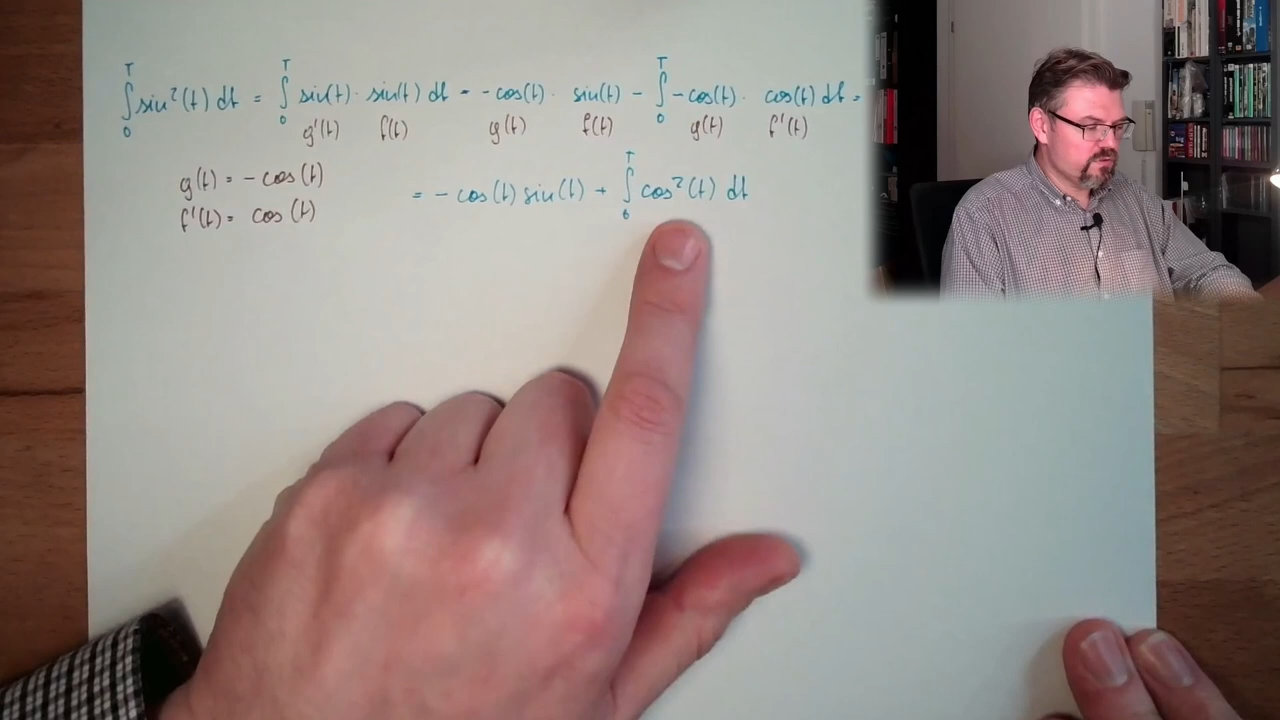 ∫₀ᵀ sin²(t) dt = ∫₀ᵀ sin(t) · sin(t) dt = -cos(t) · sin(t) - ∫₀ᵀ -cos(t) · cos(t) dt =
g'(t) f(t) g(t) f(t) g(t) f'(t)
g(t) = - cos(t)
= - cos(t) sin(t) + ∫₀ᵀ cos²(t) dt
f'(t) = cos(t)